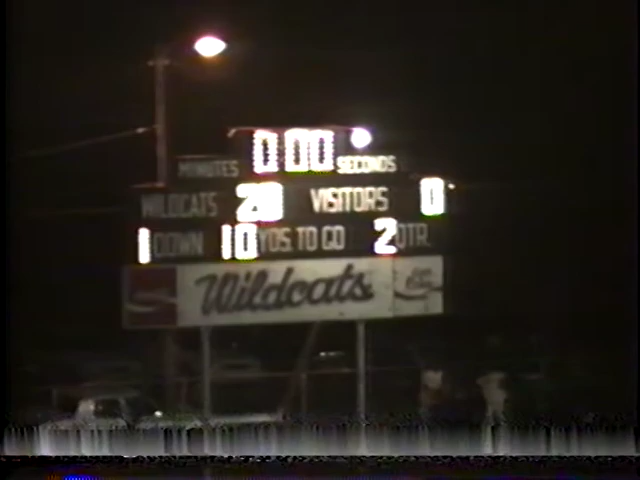 MINUTES 0 00 SECONDS
WILDCATS 20 VISITORS 0
1 DOWN 10 YDS. TO GO 2 QTR.
Wildcats